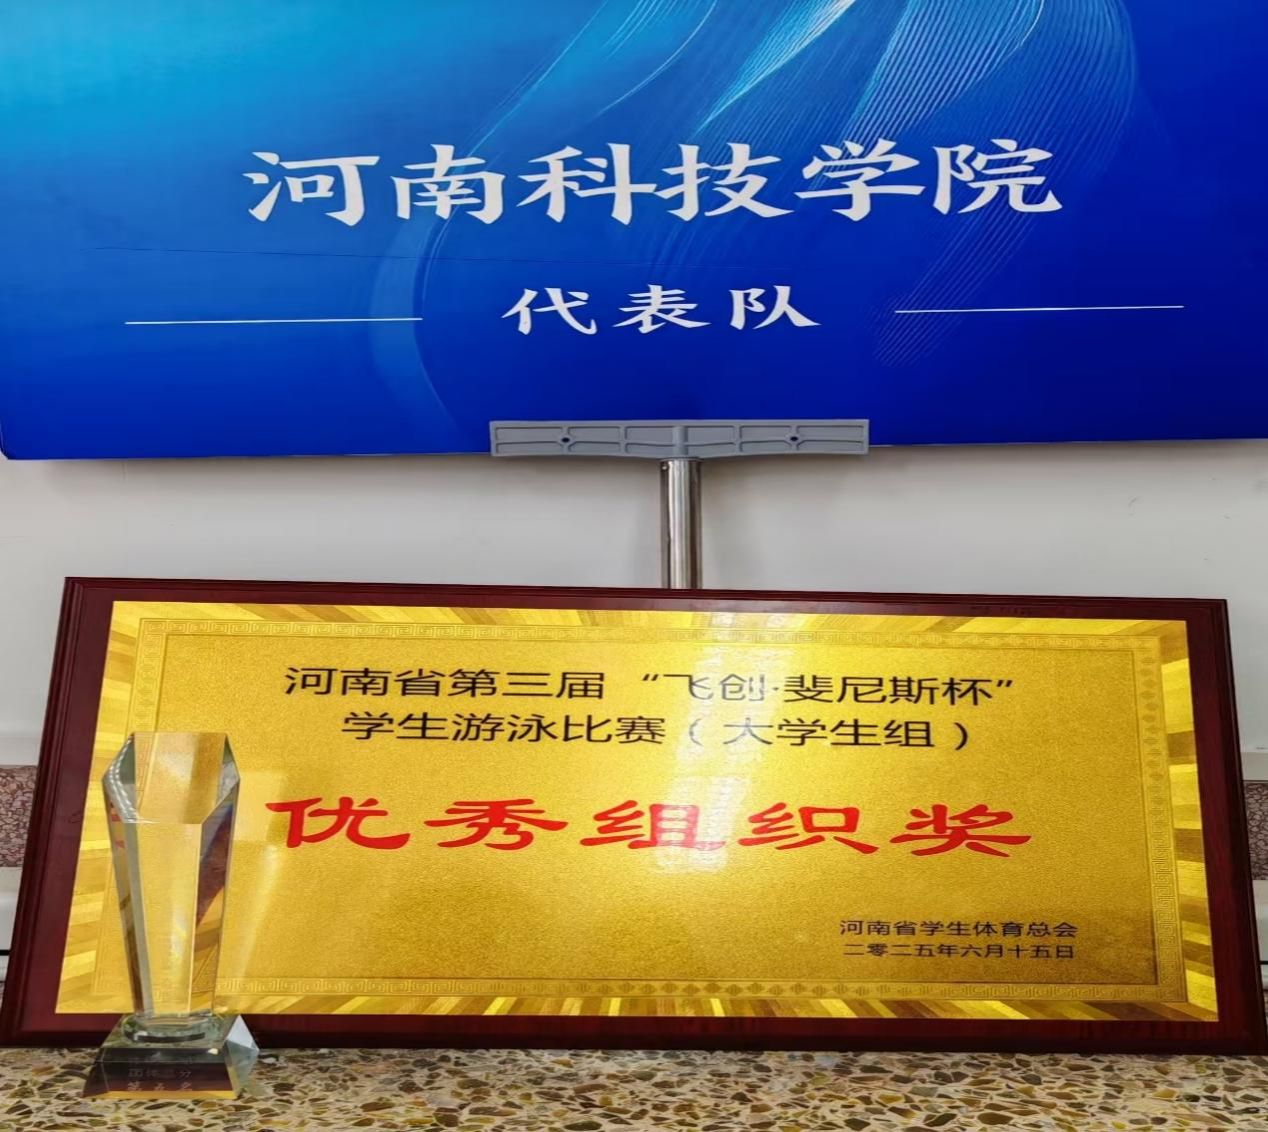 河南科技学院
代表队
河南省第三届“飞创·斐尼斯杯”
学生游泳比赛（大学生组）
优秀组织奖
河南省学生体育总会
二零二五年六月十五日
团体总分
第五名